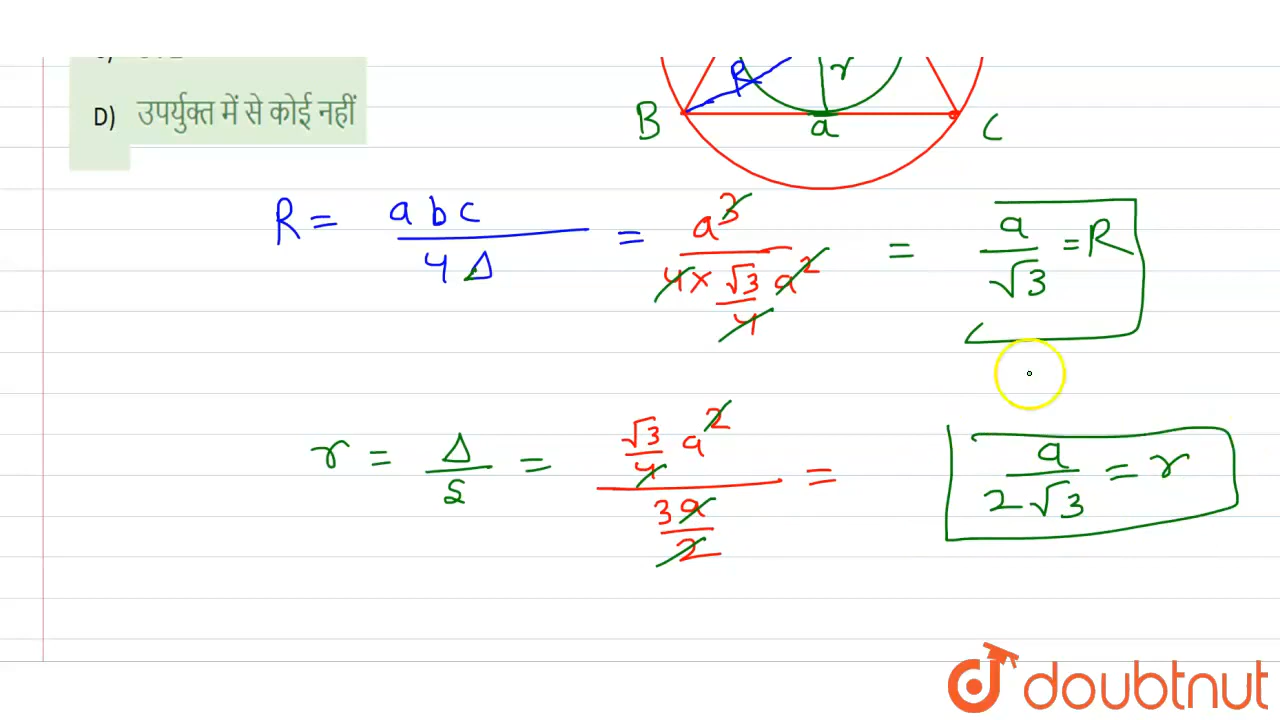 D) उपर्युक्त में से कोई नहीं
R r
B a C
R = abc / 4Δ = a³ / (4 × √3/4 a²) = a/√3 = R
r = Δ/s = (√3/4 a²) / (3a/2) = a/2√3 = r
doubtnut